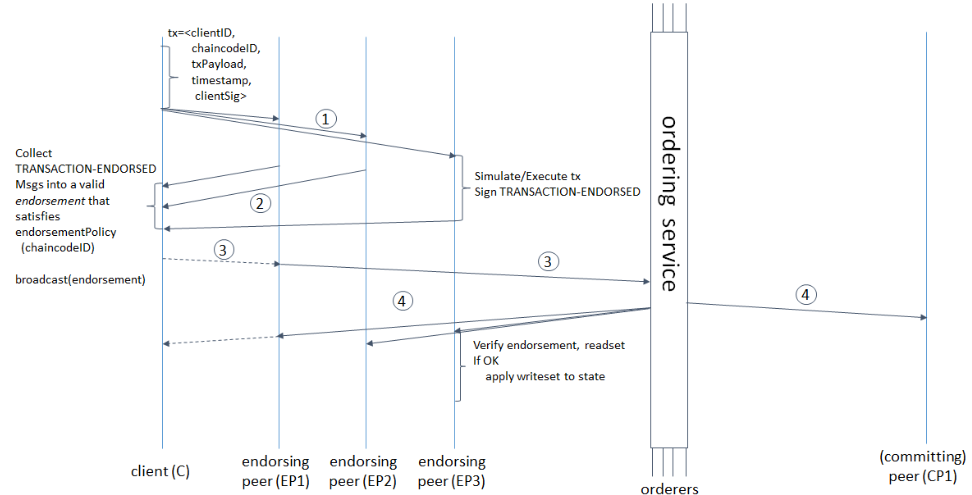 tx=<clientID,
chaincodeID,
txPayload,
timestamp,
clientSig>
1
Collect
TRANSACTION-ENDORSED
Msgs into a valid
endorsement that
satisfies
endorsementPolicy
(chaincodeID)
Simulate/Execute tx
Sign TRANSACTION-ENDORSED
2
3
3
broadcast(endorsement)
ordering service
4
4
Verify endorsement, readset
If OK
apply writeset to state
client (C)
endorsing
peer (EP1)
endorsing
peer (EP2)
endorsing
peer (EP3)
orderers
(committing)
peer (CP1)